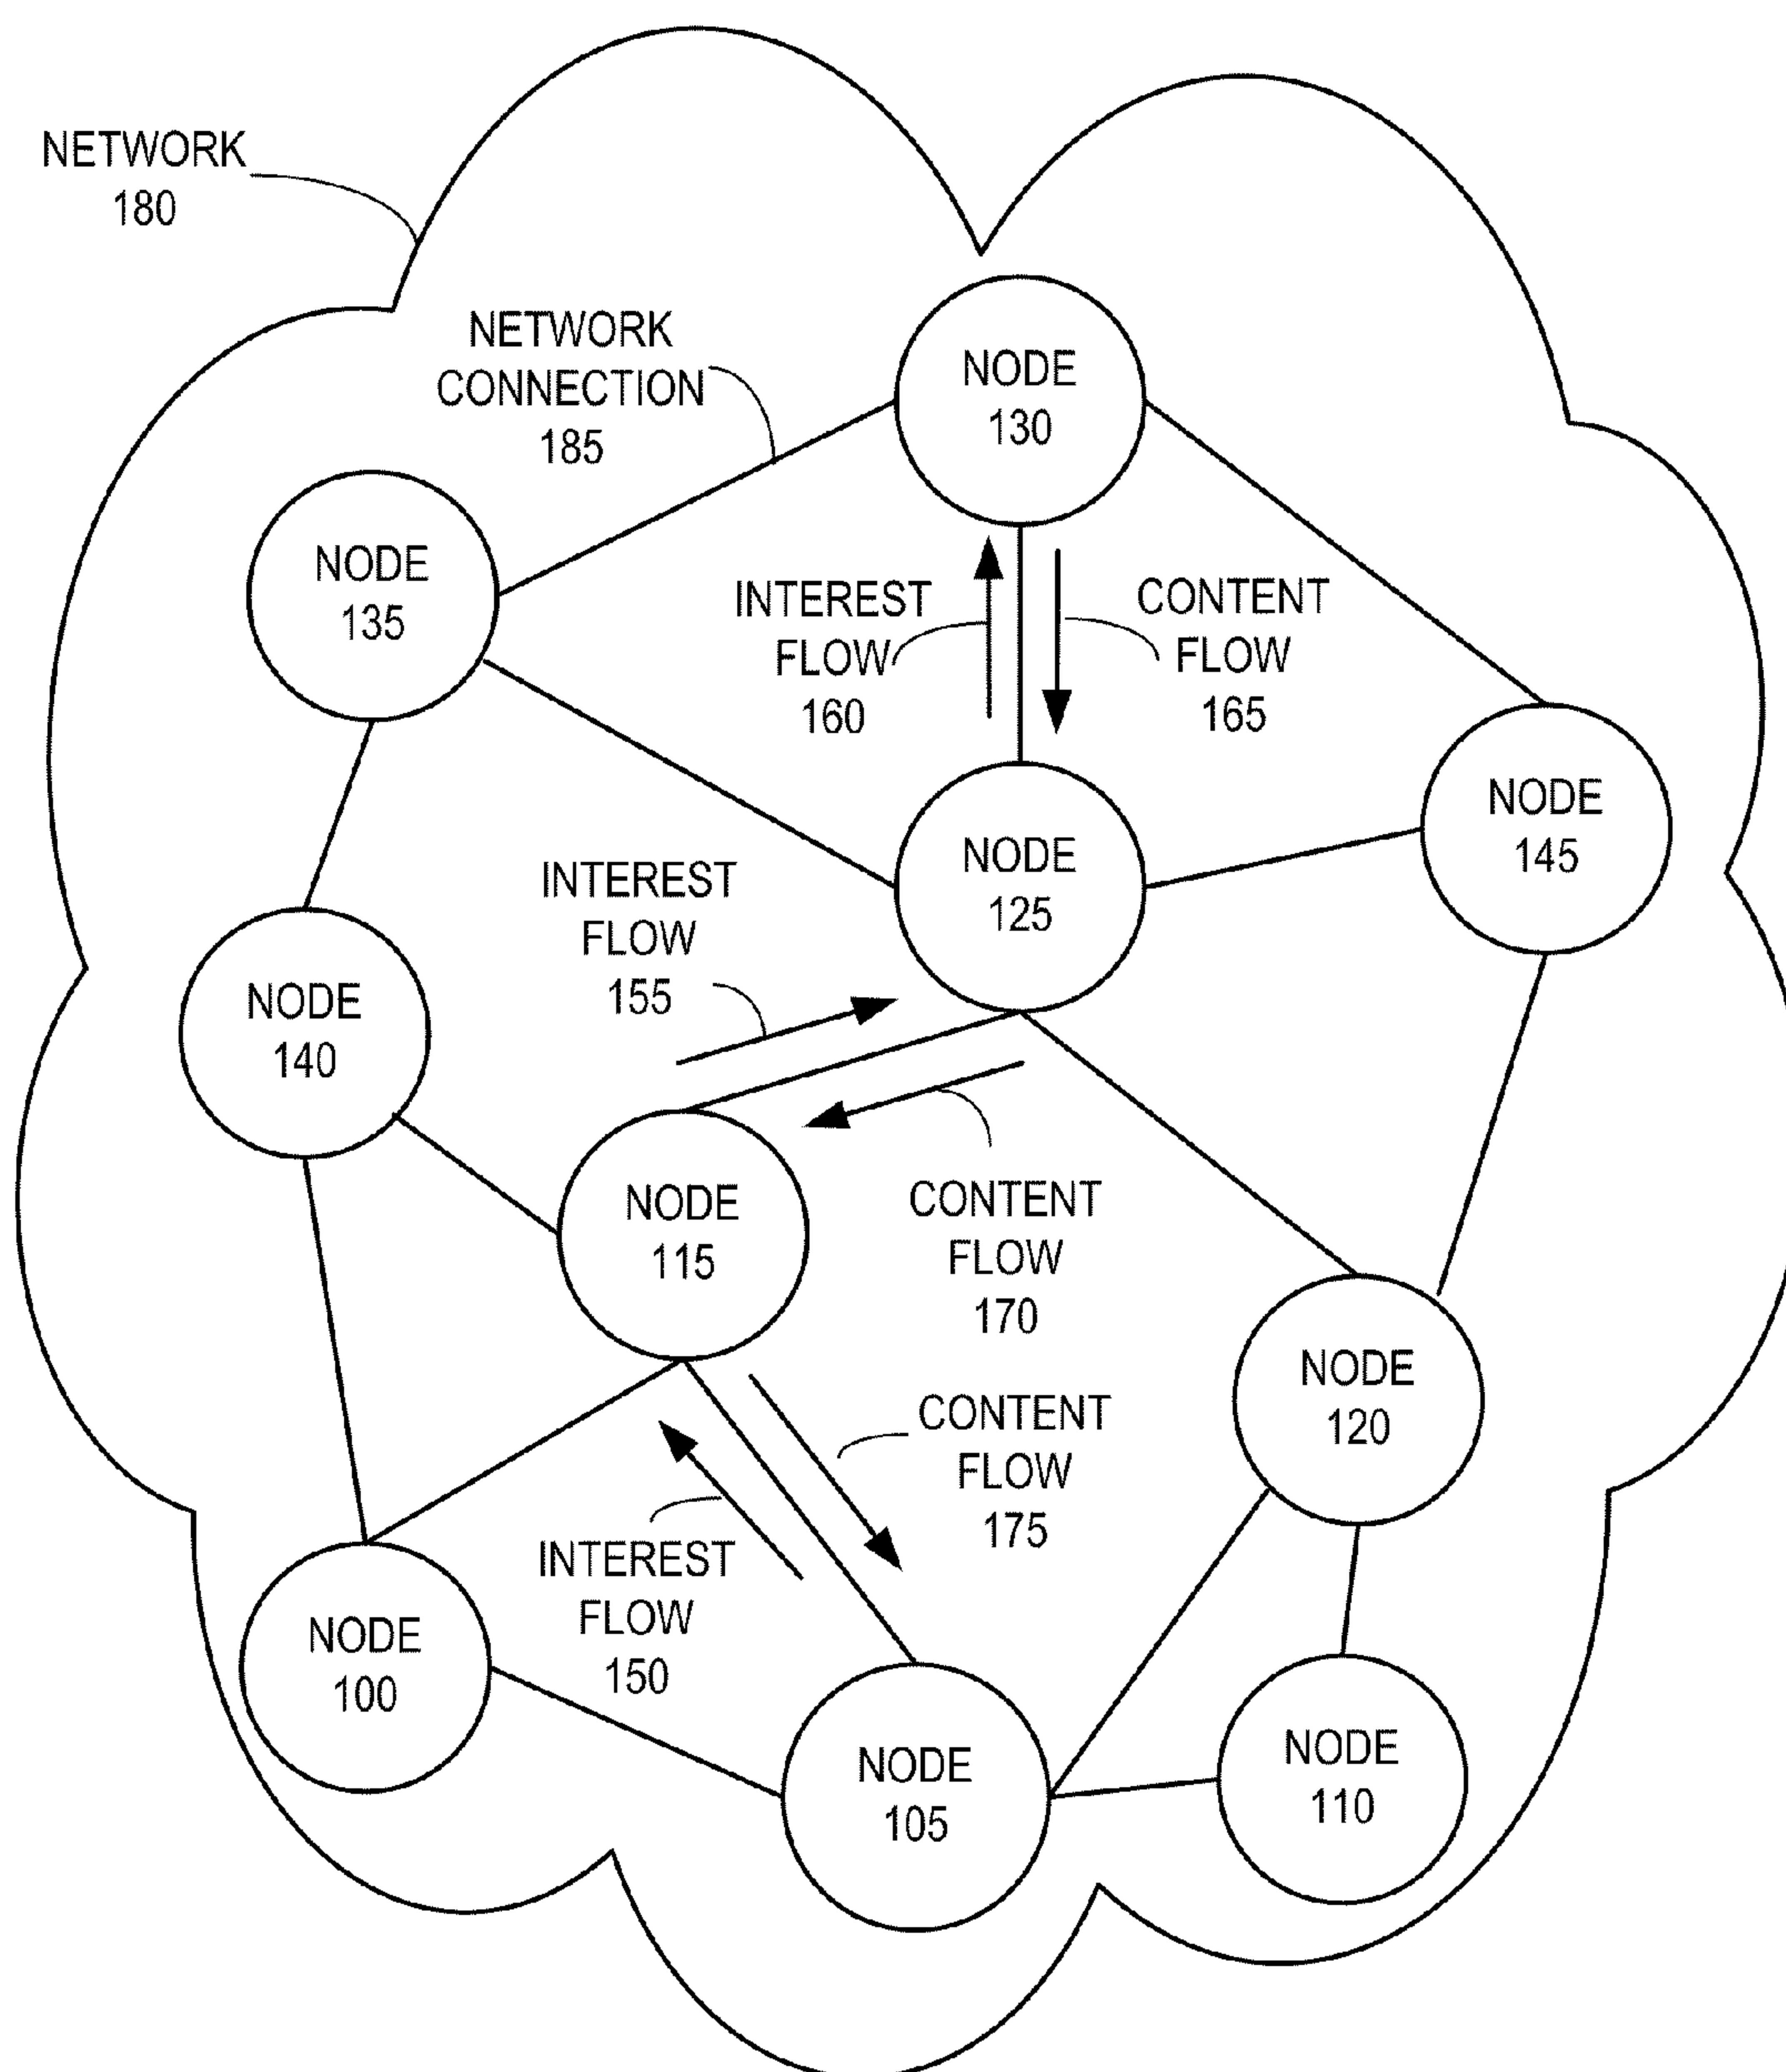 NETWORK
180
NETWORK
CONNECTION
185
NODE
130
NODE
135
INTEREST
FLOW
160
CONTENT
FLOW
165
NODE
145
NODE
125
INTEREST
FLOW
155
NODE
140
NODE
115
CONTENT
FLOW
170
NODE
120
CONTENT
FLOW
175
INTEREST
FLOW
150
NODE
100
NODE
105
NODE
110